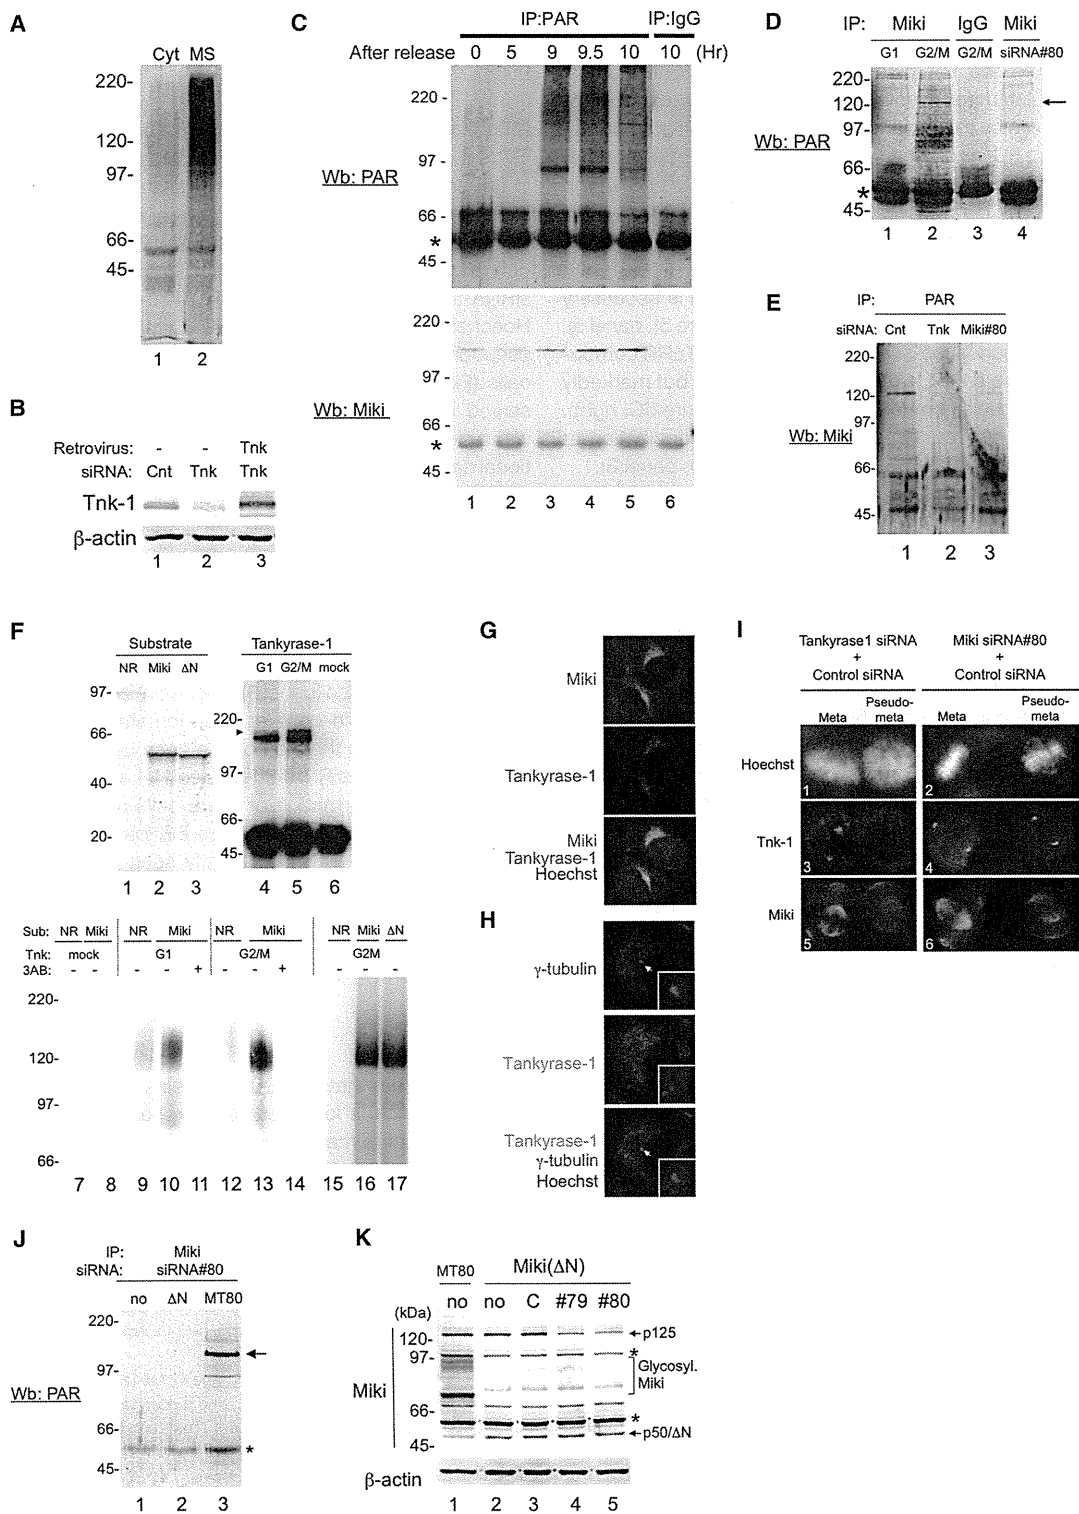 A
Cyt MS
220-
120-
97-
66-
45-
1 2
B
Retrovirus: - - Tnk
siRNA: Cnt Tnk Tnk
Tnk-1
β-actin
1 2 3
C
IP:PAR IP:IgG
After release 0 5 9 9.5 10 10 (Hr)
220 -
97 -
Wb: PAR
66 -
*
45 -
220 -
97 -
Wb: Miki
66 -
*
45 -
1 2 3 4 5 6
D
IP: Miki IgG Miki
G1 G2/M G2/M siRNA#80
220-
120-
97-
Wb: PAR
66-
*
45-
1 2 3 4
E
IP: PAR
siRNA: Cnt Tnk Miki#80
220-
120-
97-
Wb: Miki
66-
45-
1 2 3
F
Substrate Tankyrase-1
NR Miki ΔN G1 G2/M mock
97-
66-
40-
20-
220-
97-
66-
45-
1 2 3 4 5 6
Sub: NR Miki NR Miki NR Miki NR Miki ΔN
Tnk: mock G1 G2/M G2M
3AB: - - - - + - - + - - -
220-
120-
97-
66-
7 8 9 10 11 12 13 14 15 16 17
G
Miki
Tankyrase-1
Miki
Tankyrase-1
Hoechst
H
γ-tubulin
Tankyrase-1
Tankyrase-1
γ-tubulin
Hoechst
I
Tankyrase1 siRNA Miki siRNA#80
+ +
Control siRNA Control siRNA
Meta Pseudo-meta Meta Pseudo-meta
Hoechst
1 2
Tnk-1
3 4
Miki
5 6
J
IP: Miki
siRNA: siRNA#80
no ΔN MT80
220-
97-
Wb: PAR
66-
*
45-
1 2 3
K
MT80 Miki(ΔN)
(kDa) no no C #79 #80
120-
97-
Miki
66-
45-
p125
*
Glycosyl.
Miki
*
p50/ΔN
β-actin
1 2 3 4 5